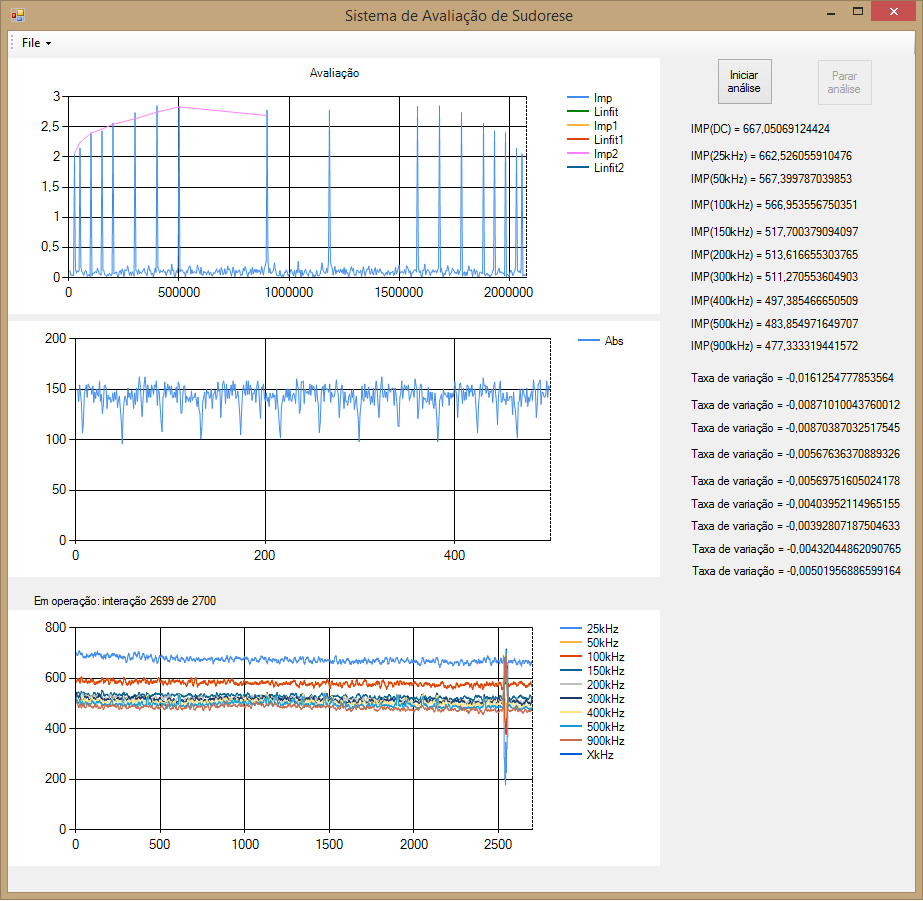 Sistema de Avaliação de Sudorese
File
Avaliação
3
2,5
2
1,5
1
0,5
0
0
500000
1000000
1500000
2000000
Imp
Linfit
Imp1
Linfit1
Imp2
Linfit2
200
150
100
50
0
0
200
400
Abs
Em operação: interação 2699 de 2700
800
600
400
200
0
0
500
1000
1500
2000
2500
25kHz
50kHz
100kHz
150kHz
200kHz
300kHz
400kHz
500kHz
900kHz
XkHz
Iniciar
análise
Parar
análise
IMP(DC) = 667,05069124424
IMP(25kHz) = 662,526055910476
IMP(50kHz) = 567,399787039853
IMP(100kHz) = 566,953556750351
IMP(150kHz) = 517,700379094097
IMP(200kHz) = 513,616655303765
IMP(300kHz) = 511,270553604903
IMP(400kHz) = 497,385466650509
IMP(500kHz) = 483,854971649707
IMP(900kHz) = 477,333319441572
Taxa de variação = -0,0161254777853564
Taxa de variação = -0,00871010043760012
Taxa de variação = -0,00870387032517545
Taxa de variação = -0,00567636370889326
Taxa de variação = -0,00569751605024178
Taxa de variação = -0,00403952114965155
Taxa de variação = -0,00392807187504633
Taxa de variação = -0,00432044862090765
Taxa de variação = -0,00501956886599164